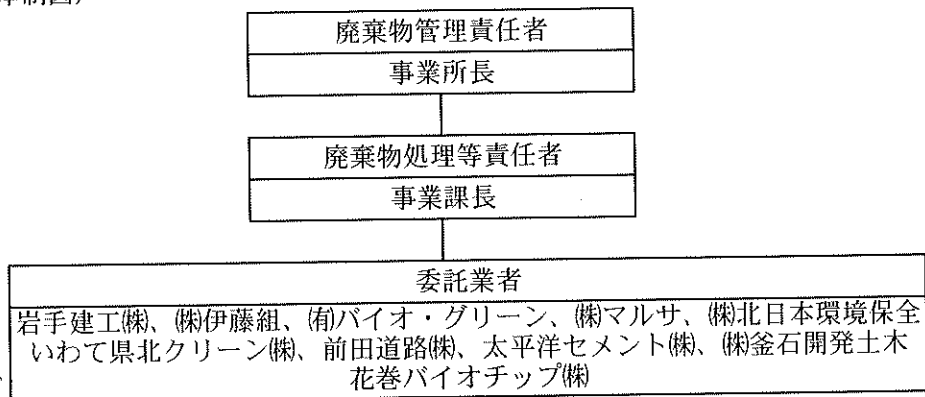 廃棄物管理責任者
事業所長
廃棄物処理等責任者
事業課長
委託業者
岩手建工㈱、㈱伊藤組、㈲バイオ・グリーン、㈱マルサ、㈱北日本環境保全
いわて県北クリーン㈱、前田道路㈱、太平洋セメント㈱、㈱釜石開発土木
花巻バイオチップ㈱